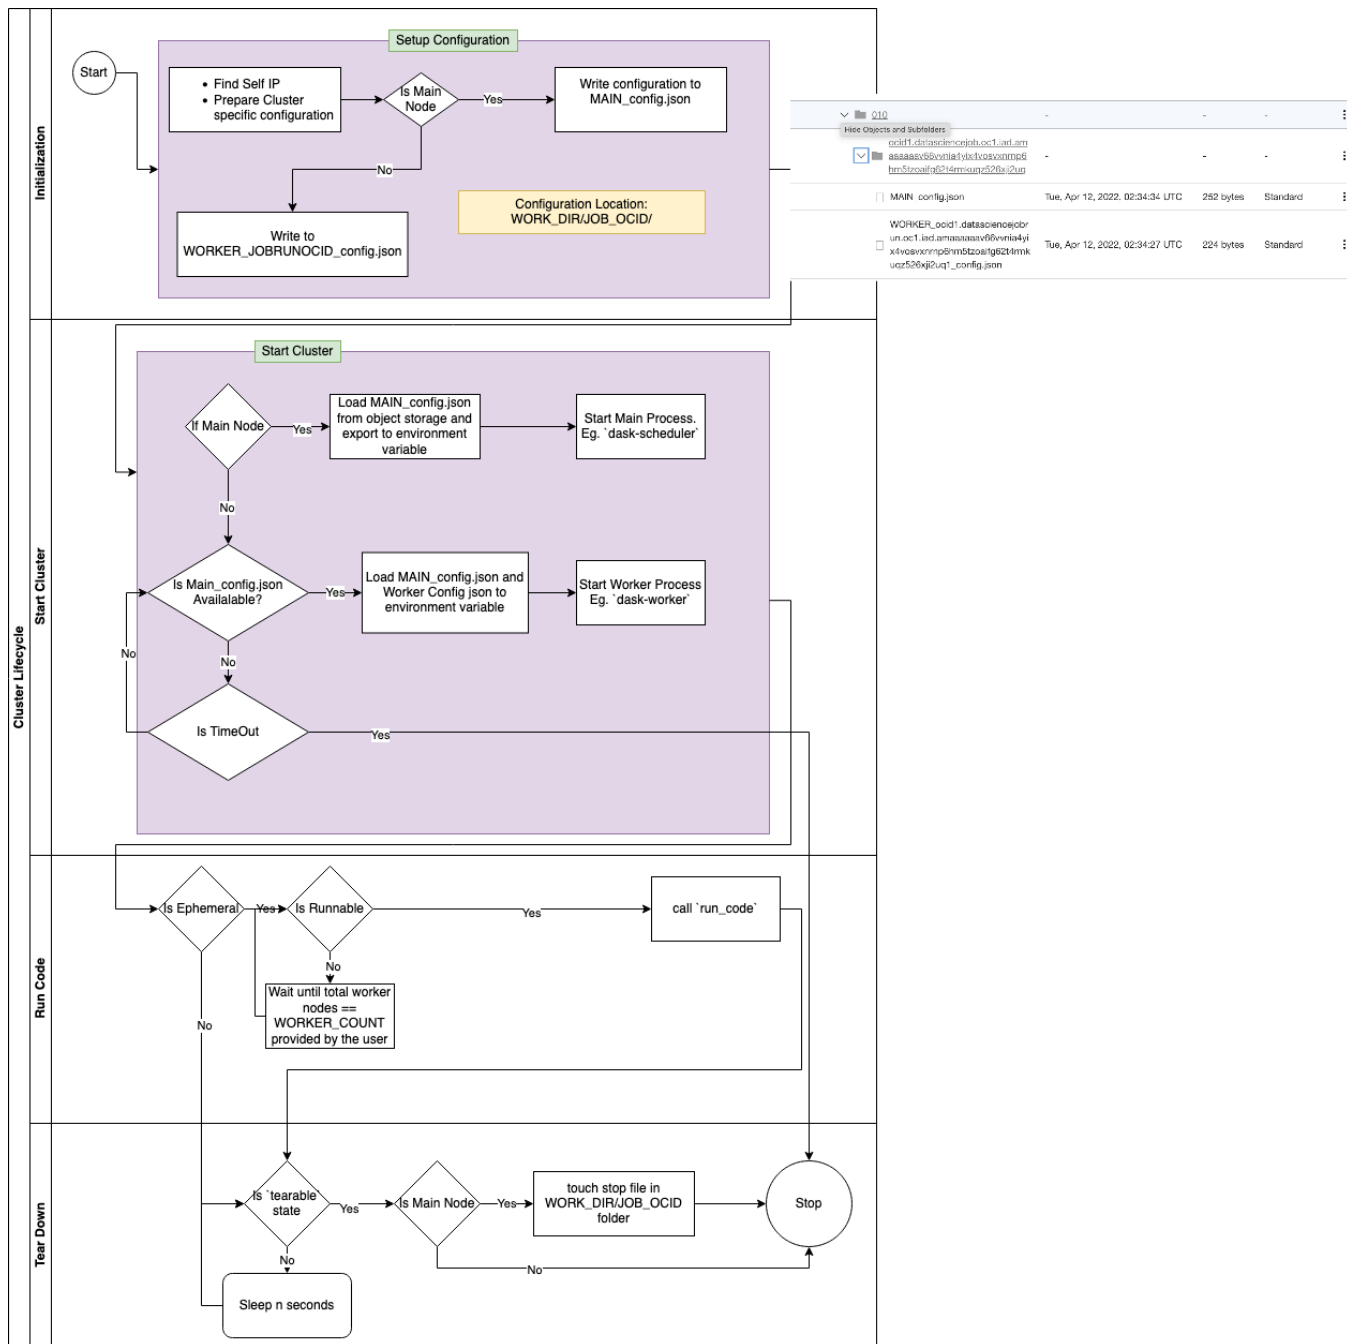 Cluster Lifecycle
Initialization
Setup Configuration
Start
• Find Self IP
• Prepare Cluster
specific configuration
Is Main
Node
Yes
Write configuration to
MAIN_config.json
No
Write to
WORKER_JOBRUNOCID_config.json
Configuration Location:
WORK_DIR/JOB_OCID/
010
Hide Objects and Subfolders
MAIN_config.json
Tue, Apr 12, 2022, 02:34:34 UTC
252 bytes
Standard
WORKER_ocid1.datasciencejobr
Tue, Apr 12, 2022, 02:34:27 UTC
224 bytes
Standard
Start Cluster
Start Cluster
If Main Node
Yes
Load MAIN_config.json
from object storage and
export to environment
variable
Start Main Process.
Eg. `dask-scheduler`
No
Is Main_config.json
Availalable?
Yes
Load MAIN_config.json and
Worker Config json to
environment variable
Start Worker Process
Eg. `dask-worker`
No
No
Is TimeOut
Yes
Run Code
Is Ephemeral
Yes
Is Runnable
Yes
call `run_code`
No
Wait until total worker
nodes ==
WORKER_COUNT
provided by the user
No
Tear Down
Is `tearable`
state
Yes
Is Main Node
Yes
touch stop file in
WORK_DIR/JOB_OCID
folder
Stop
No
No
Sleep n seconds